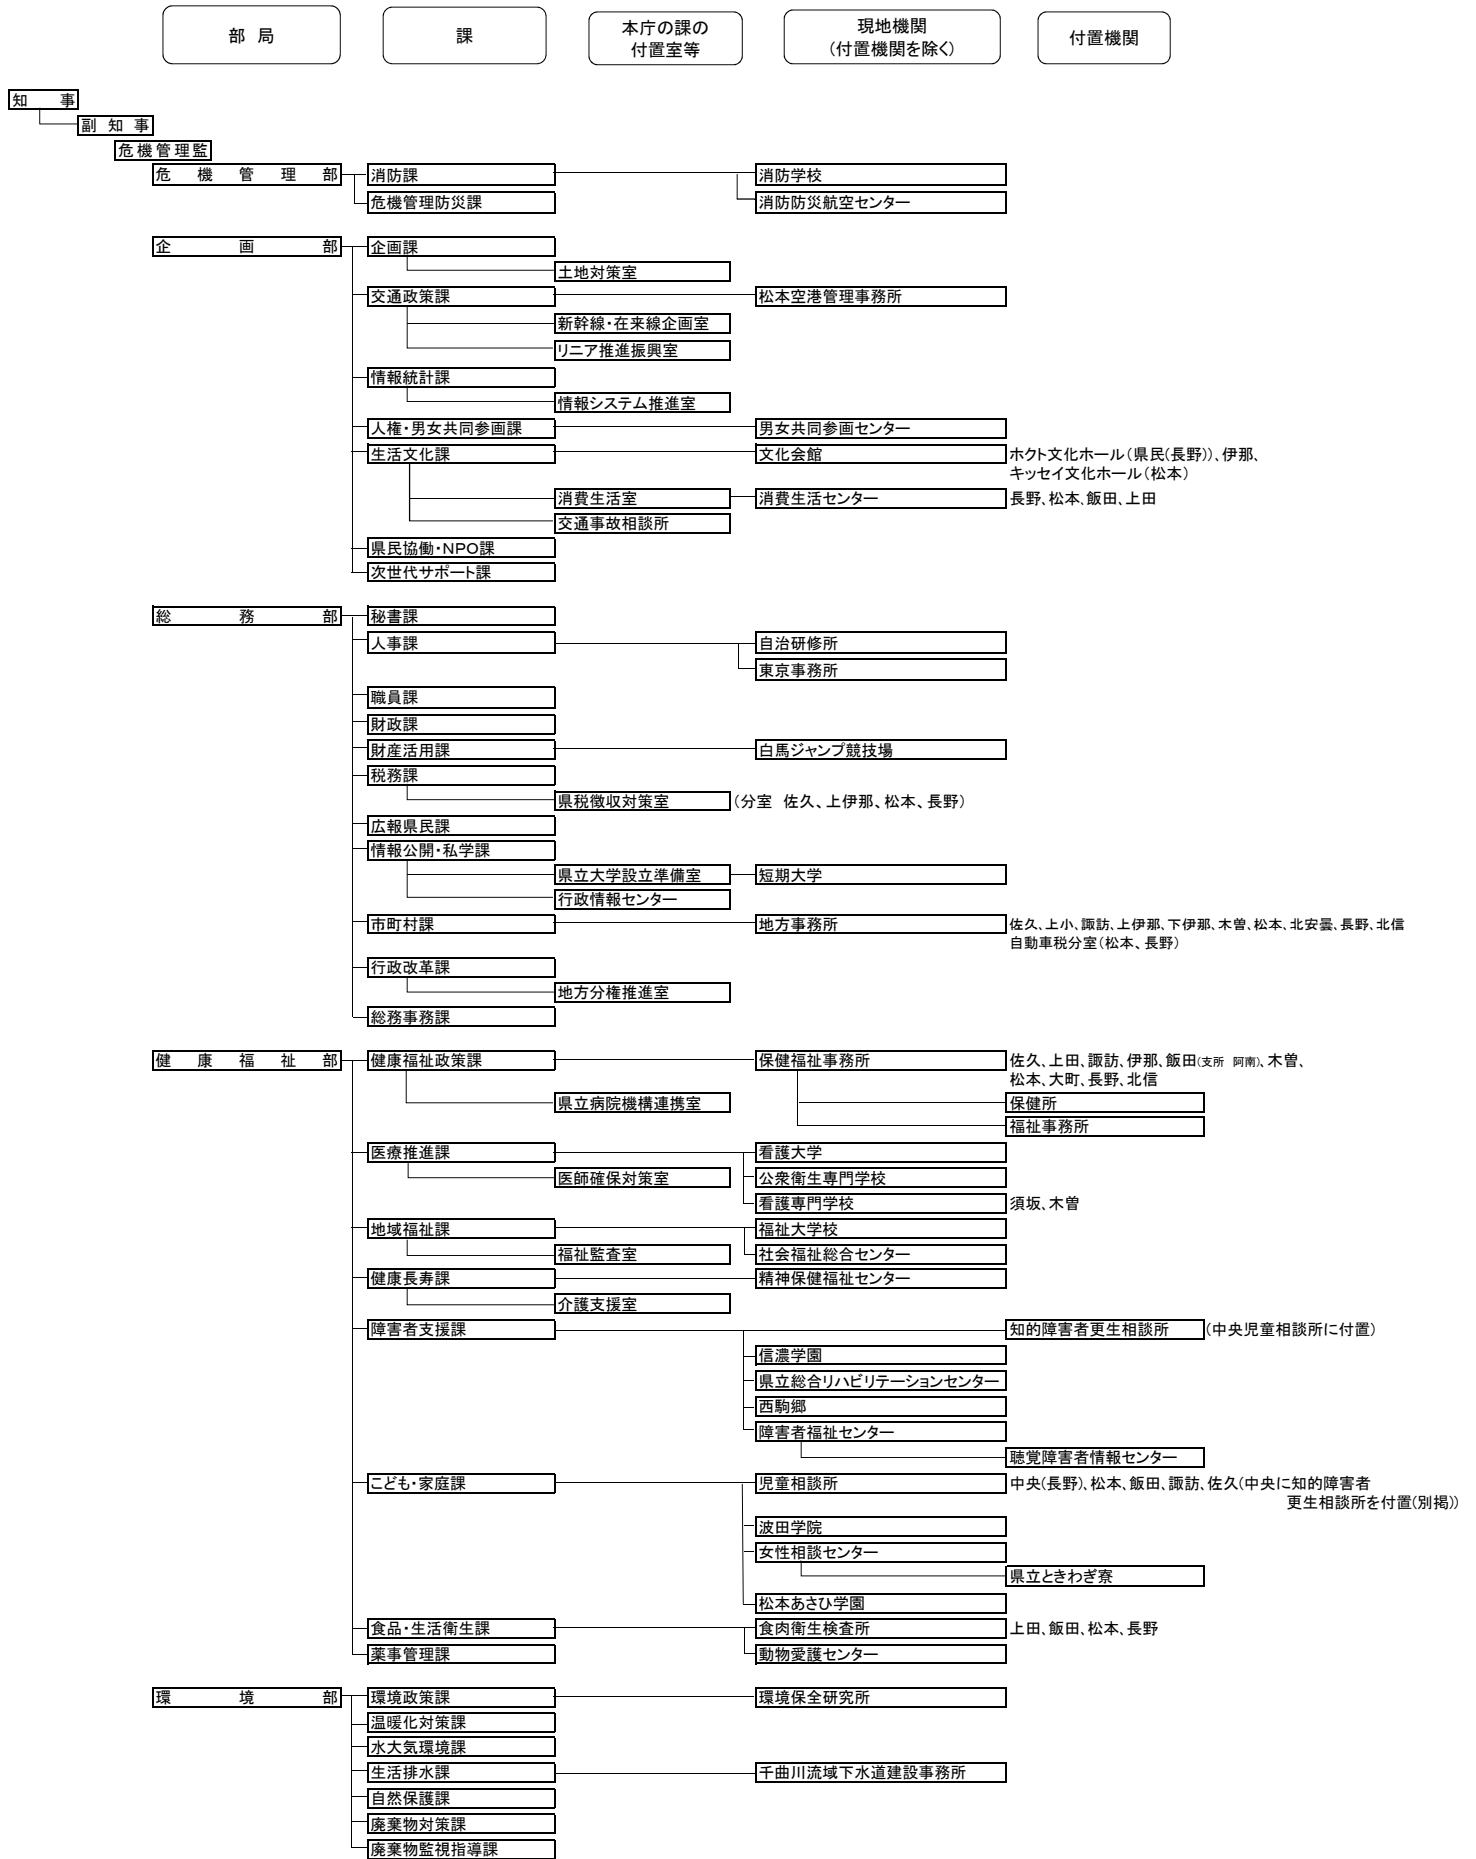 部 局
課
本庁の課の
付置室等
現地機関
(付置機関を除く)
付置機関
知 事
副 知 事
危機管理監
危 機 管 理 部
消防課
消防学校
危機管理防災課
消防防災航空センター
企 画 部
企画課
土地対策室
交通政策課
松本空港管理事務所
新幹線・在来線企画室
リニア推進振興室
情報統計課
情報システム推進室
人権・男女共同参画課
男女共同参画センター
生活文化課
文化会館
ホクト文化ホール(県民(長野))、伊那、
キッセイ文化ホール(松本)
消費生活室
消費生活センター
長野、松本、飯田、上田
交通事故相談所
県民協働・NPO課
次世代サポート課
総 務 部
秘書課
人事課
自治研修所
東京事務所
職員課
財政課
財産活用課
白馬ジャンプ競技場
税務課
県税徴収対策室
(分室 佐久、上伊那、松本、長野)
広報県民課
情報公開・私学課
県立大学設立準備室
短期大学
行政情報センター
市町村課
地方事務所
佐久、上小、諏訪、上伊那、下伊那、木曽、松本、北安曇、長野、北信
自動車税分室(松本、長野)
行政改革課
地方分権推進室
総務事務課
健 康 福 祉 部
健康福祉政策課
保健福祉事務所
佐久、上田、諏訪、伊那、飯田(支所 阿南)、木曽、
松本、大町、長野、北信
県立病院機構連携室
保健所
福祉事務所
医療推進課
看護大学
医師確保対策室
公衆衛生専門学校
看護専門学校
須坂、木曽
地域福祉課
福祉大学校
福祉監査室
社会福祉総合センター
健康長寿課
精神保健福祉センター
介護支援室
障害者支援課
知的障害者更生相談所
(中央児童相談所に付置)
信濃学園
県立総合リハビリテーションセンター
西駒郷
障害者福祉センター
聴覚障害者情報センター
こども・家庭課
児童相談所
中央(長野)、松本、飯田、諏訪、佐久(中央に知的障害者
更生相談所を付置(別掲))
波田学院
女性相談センター
県立ときわぎ寮
松本あさひ学園
食品・生活衛生課
食肉衛生検査所
上田、飯田、松本、長野
薬事管理課
動物愛護センター
環 境 部
環境政策課
環境保全研究所
温暖化対策課
水大気環境課
生活排水課
千曲川流域下水道建設事務所
自然保護課
廃棄物対策課
廃棄物監視指導課